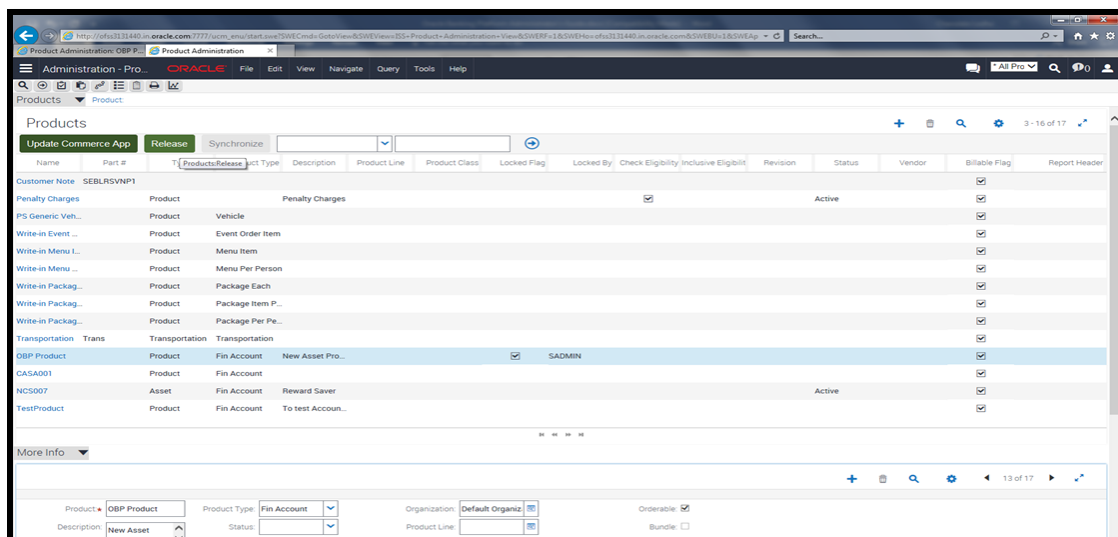 http://ofss3131440.in.oracle.com:7777/ucm_enu/start.swe?SWECmd=GotoView&SWEView=ISS+Product+Administration+View&SWERF=1&SWEHo=ofss3131440.in.oracle.com&SWEBU=1&SWEAp Search...
Product Administration: OBP P... Product Administration
Administration - Pro... ORACLE File Edit View Navigate Query Tools Help * All Pro 0
Products Product:
Products 3 - 16 of 17
Update Commerce App Release Synchronize
Name Part # Products:Release uct Type Description Product Line Product Class Locked Flag Locked By Check Eligibility Inclusive Eligibilit Revision Status Vendor Billable Flag Report Header
Customer Note SEBLRSVNP1
Penalty Charges Product Penalty Charges Active
PS Generic Veh... Product Vehicle
Write-in Event ... Product Event Order Item
Write-in Menu I... Product Menu Item
Write-in Menu ... Product Menu Per Person
Write-in Packag... Product Package Each
Write-in Packag... Product Package Item P...
Write-in Packag... Product Package Per Pe...
Transportation Trans Transportation Transportation
OBP Product Product Fin Account New Asset Pro... SADMIN
CASA001 Product Fin Account
NCS007 Asset Fin Account Reward Saver Active
TestProduct Product Fin Account To test Accoun...
More Info
13 of 17
Product: OBP Product Product Type: Fin Account Organization: Default Organiz Orderable:
Description: New Asset Status: Product Line: Bundle: